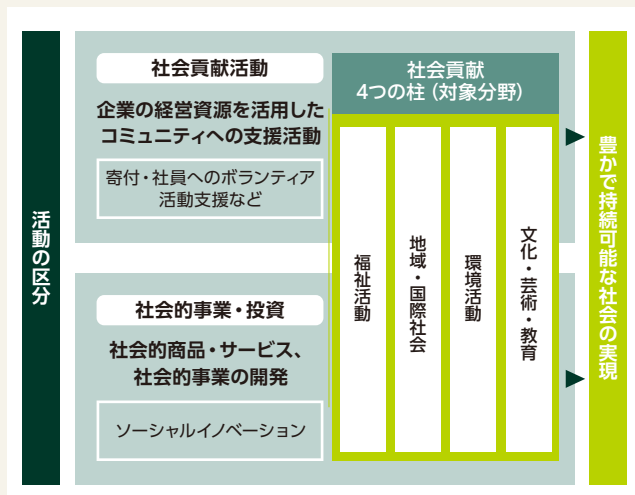 活動の区分
社会貢献活動
企業の経営資源を活用した
コミュニティへの支援活動
寄付・社員へのボランティア
活動支援など
社会的事業・投資
社会的商品・サービス、
社会的事業の開発
ソーシャルイノベーション
社会貢献
4つの柱（対象分野）
福祉活動
地域・国際社会
環境活動
文化・芸術・教育
豊かで持続可能な社会の実現